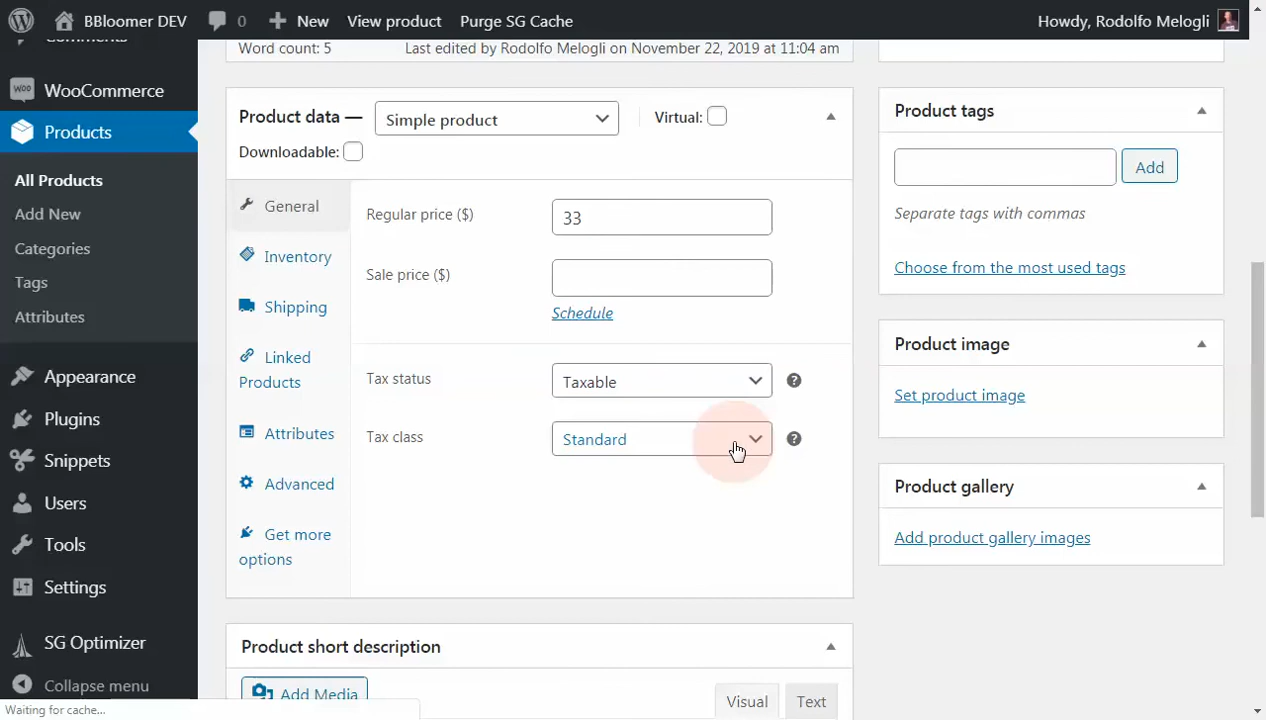 BBloomer DEV 0 New View product Purge SG Cache Howdy, Rodolfo Melogli
Comments
WOO WooCommerce
Products
All Products
Add New
Categories
Tags
Attributes
Appearance
Plugins
Snippets
Users
Tools
Settings
SG Optimizer
Collapse menu
Word count: 5 Last edited by Rodolfo Melogli on November 22, 2019 at 11:04 am
Product data — Simple product Virtual:
Downloadable:
General
Inventory
Shipping
Linked
Products
Attributes
Advanced
Get more
options
Regular price ($) 33
Sale price ($)
Schedule
Tax status Taxable ?
Tax class Standard ?
Product short description
Add Media Visual Text
Product tags
Add
Separate tags with commas
Choose from the most used tags
Product image
Set product image
Product gallery
Add product gallery images
Waiting for cache...